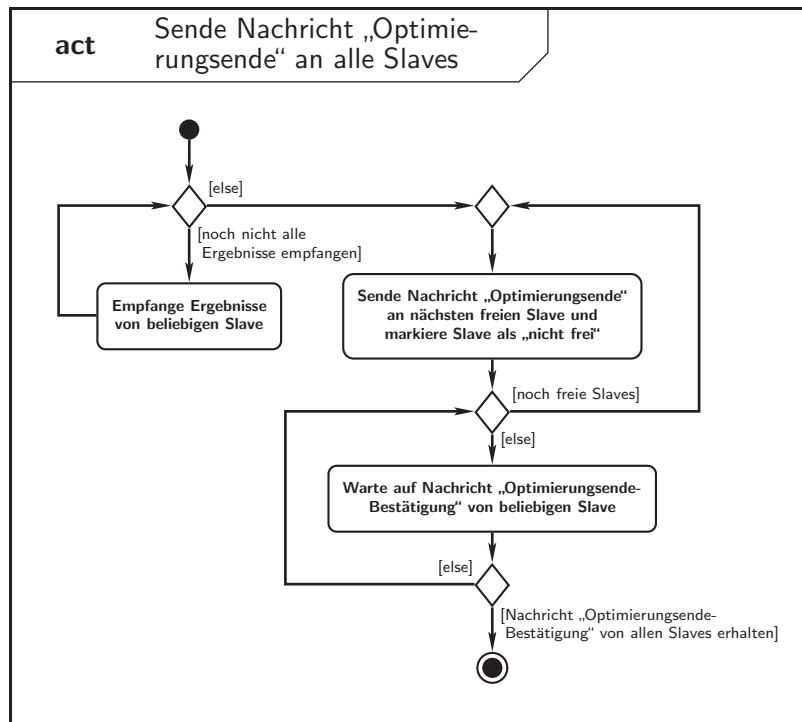 act
Sende Nachricht „Optimie-
rungsende“ an alle Slaves
[else]
[noch nicht alle
Ergebnisse empfangen]
Empfange Ergebnisse
von beliebigen Slave
Sende Nachricht „Optimierungsende“
an nächsten freien Slave und
markiere Slave als „nicht frei“
[noch freie Slaves]
[else]
Warte auf Nachricht „Optimierungsende-
Bestätigung“ von beliebigen Slave
[else]
[Nachricht „Optimierungsende-
Bestätigung“ von allen Slaves erhalten]